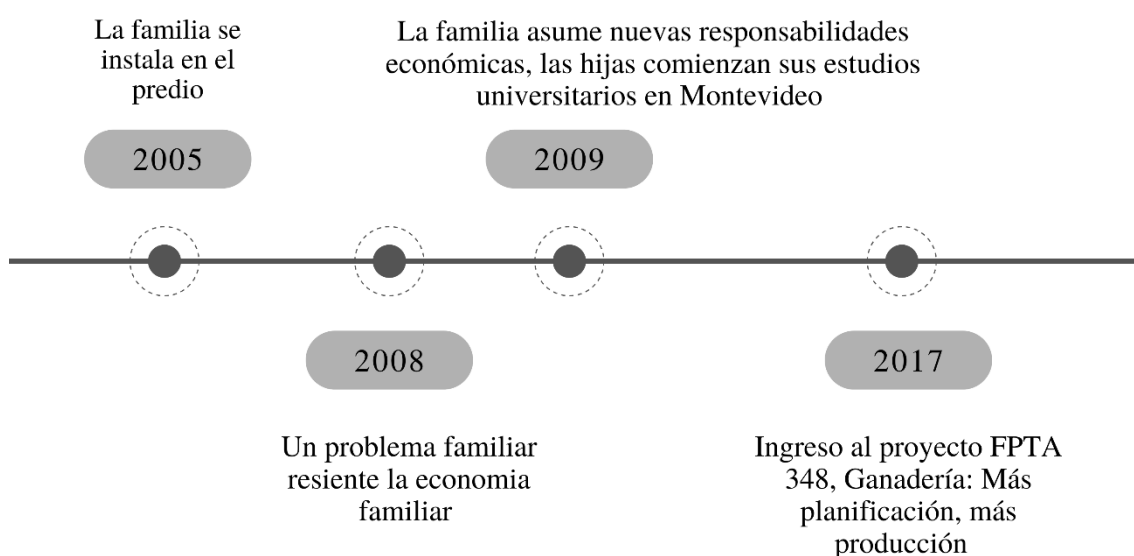 La familia se
instala en el
predio
2005
Un problema familiar
resiente la economia
familiar
2008
La familia asume nuevas responsabilidades
económicas, las hijas comienzan sus estudios
universitarios en Montevideo
2009
2017
Ingreso al proyecto FPTA
348, Ganadería: Más
planificación, más
producción